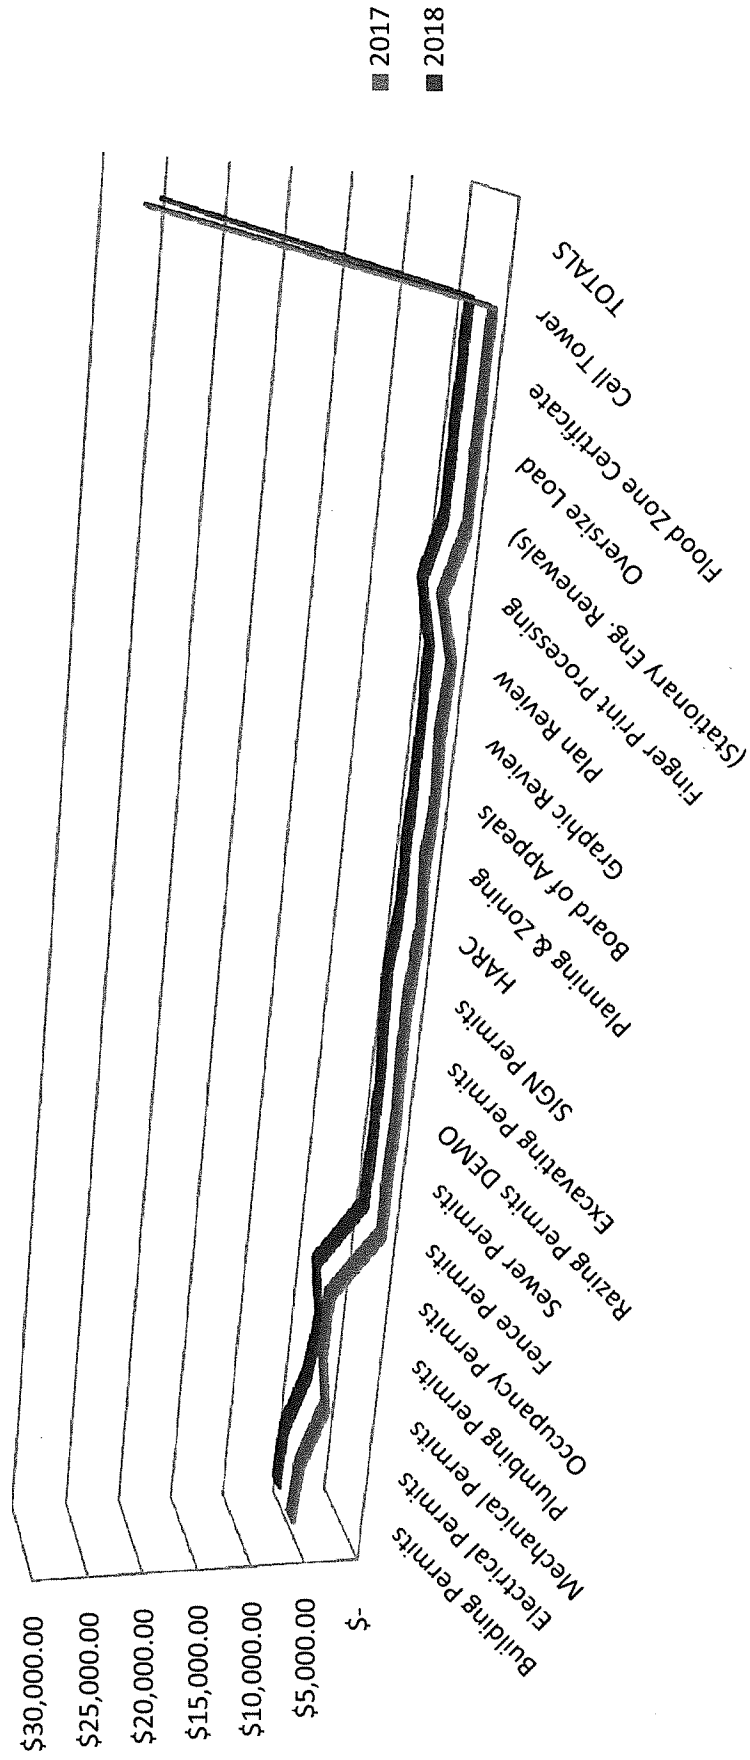 $30,000.00
$25,000.00
$20,000.00
$15,000.00
$10,000.00
$5,000.00
$-
Building Permits
Electrical Permits
Mechanical Permits
Plumbing Permits
Occupancy Permits
Fence Permits
Sewer Permits
Razing Permits DEMO
Excavating Permits
SIGN Permits
HARC
Planning & Zoning
Board of Appeals
Graphic Review
Plan Review
Finger Print Processing
(Stationary Eng. Renewals)
Oversize Load
Flood Zone Certificate
Cell Tower
TOTALS
2017
2018